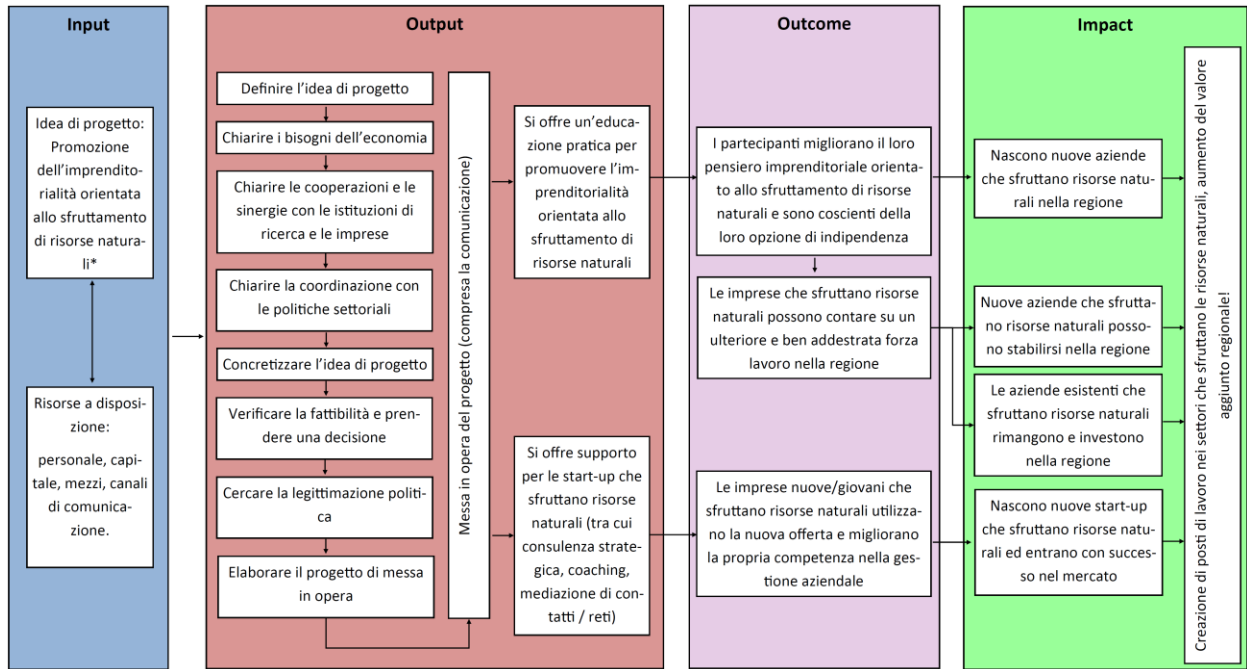 Input
Idea di progetto:
Promozione
dell’imprendito-
rialità orientata
allo sfruttamento
di risorse natura-
li*
Risorse a disposi-
zione:
personale, capi-
tale, mezzi, canali
di comunica-
zione.
Output
Definire l’idea di progetto
Chiarire i bisogni dell’economia
Chiarire le cooperazioni e le
sinergie con le istituzioni di
ricerca e le imprese
Chiarire la coordinazione con
le politiche settoriali
Concretizzare l’idea di progetto
Verificare la fattibilità e pren-
dere una decisione
Cercare la legittimazione politi-
ca
Elaborare il progetto di messa
in opera
Messa in opera del progetto (compresa la comunicazione)
Si offre un’educa-
zione pratica per
promuovere l’im-
prenditorialità
orientata allo
sfruttamento di
risorse naturali
Si offre supporto
per le start-up che
sfruttano risorse
naturali (tra cui
consulenza strate-
gica, coaching,
mediazione di con-
tatti / reti)
Outcome
I partecipanti migliorano il loro
pensiero imprenditoriale orienta-
to allo sfruttamento di risorse
naturali e sono coscienti della
loro opzione di indipendenza
Le imprese che sfruttano risorse
naturali possono contare su un
ulteriore e ben addestrata forza
lavoro nella regione
Le imprese nuove/giovani che
sfruttano risorse naturali utilizza-
no la nuova offerta e migliorano
la propria competenza nella ges-
tione aziendale
Impact
Nascono nuove aziende
che sfruttano risorse natu-
rali nella regione
Nuove aziende che sfrutta-
no risorse naturali posso-
no stabilirsi nella regione
Le aziende esistenti che
sfruttano risorse naturali
rimangono e investono
nella regione
Nascono nuove start-up
che sfruttano risorse natu-
rali ed entrano con succes-
so nel mercato
Creazione di posti di lavoro nei settori che sfruttano le risorse naturali, aumento del valore
aggiunto regionale!